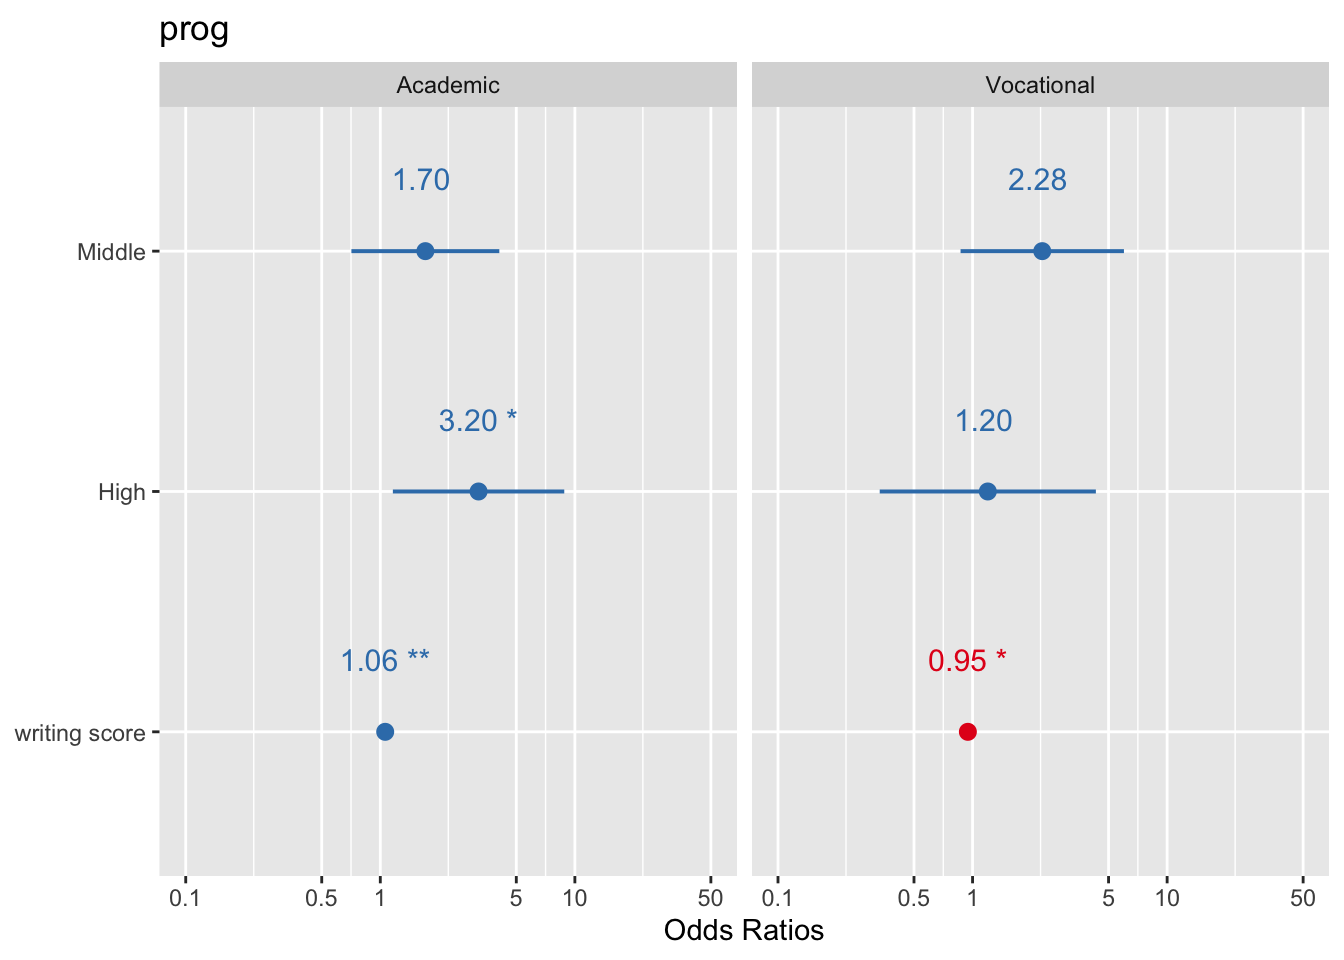 prog
Academic
Vocational
1.70
2.28
Middle
3.20 *
1.20
High
1.06 **
0.95 *
writing score
0.1 0.5 1 5 10 50
0.1 0.5 1 5 10 50
Odds Ratios